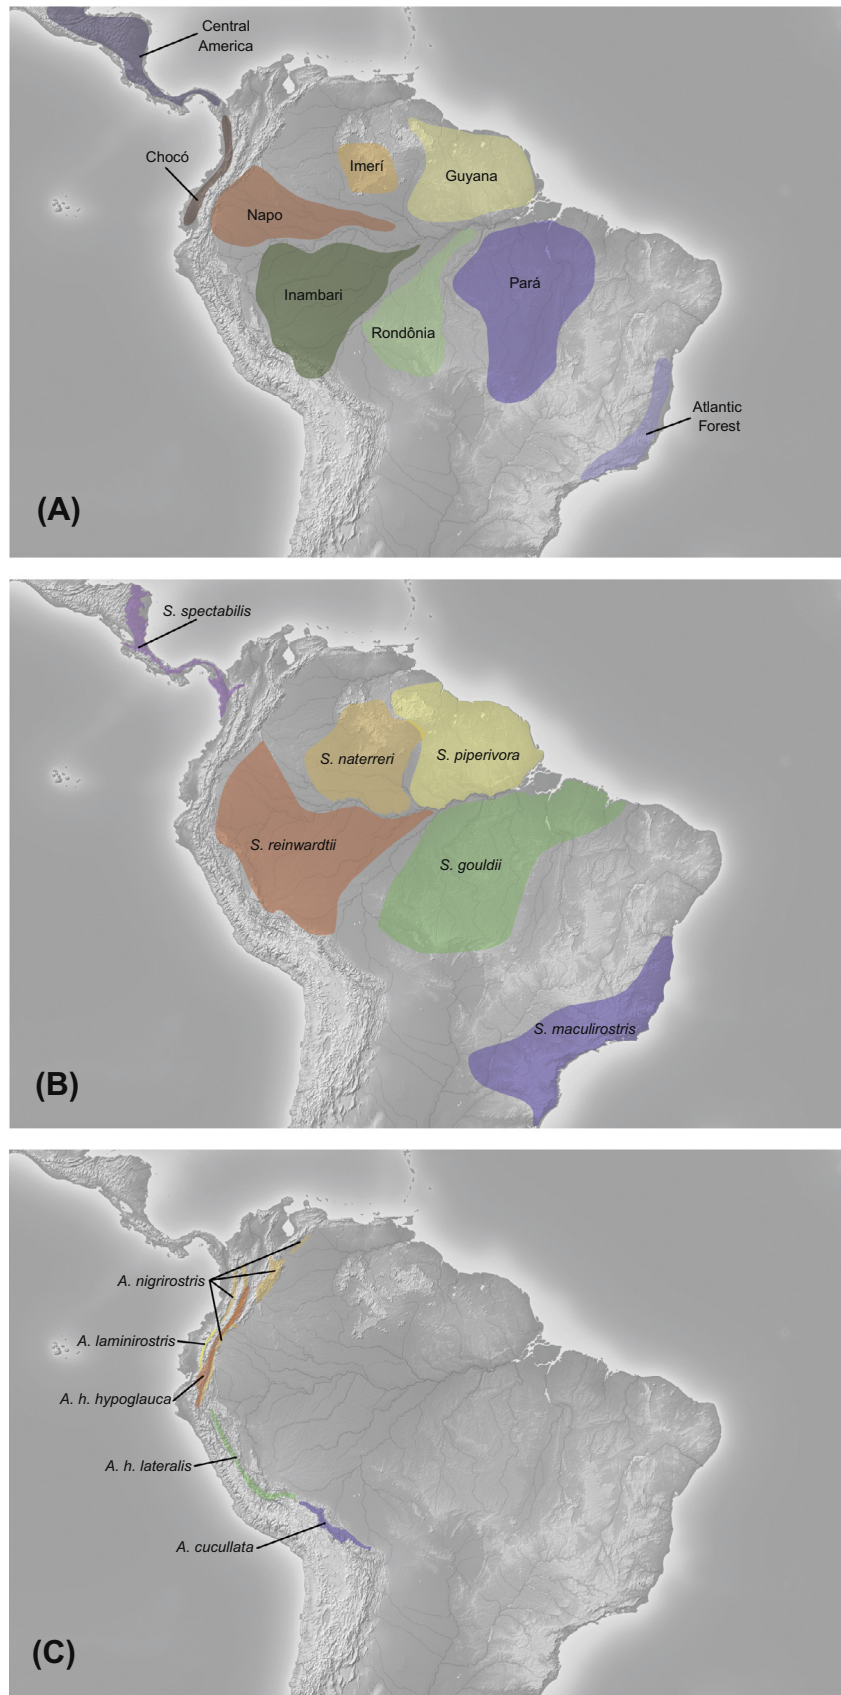 Central
America
Chocó
Imerí
Guyana
Napo
Inambari
Pará
Rondônia
Atlantic
Forest
(A)
S. spectabilis
S. naterreri
S. piperivora
S. reinwardtii
S. gouldii
S. maculirostris
(B)
A. nigrirostris
A. laminirostris
A. h. hypoglauca
A. h. lateralis
A. cucullata
(C)